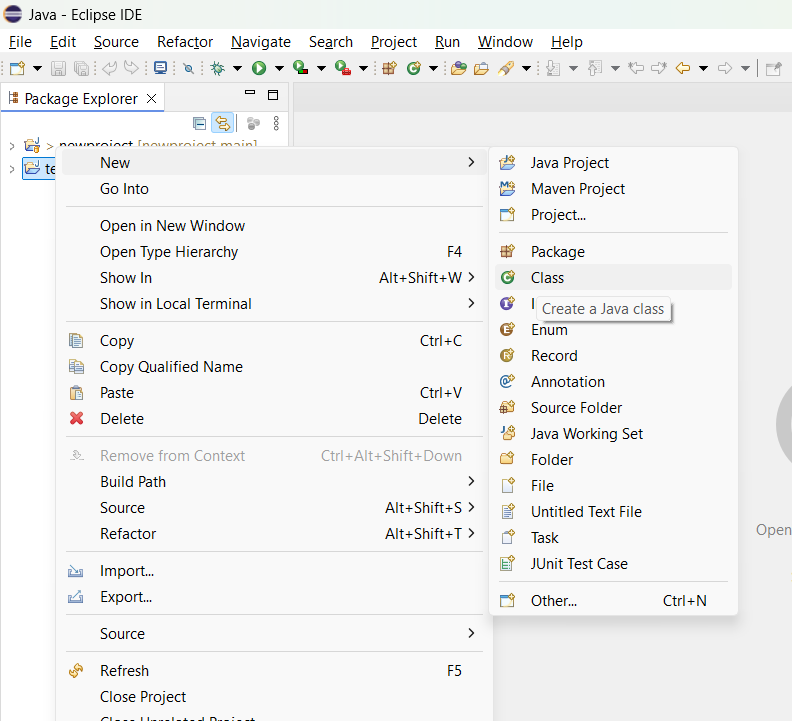 Java - Eclipse IDE
File Edit Source Refactor Navigate Search Project Run Window Help
Package Explorer
> newproject [newproject main]
te
New
Go Into
Open in New Window
Open Type Hierarchy F4
Show In Alt+Shift+W
Show in Local Terminal
Copy Ctrl+C
Copy Qualified Name
Paste Ctrl+V
Delete Delete
Remove from Context Ctrl+Alt+Shift+Down
Build Path
Source Alt+Shift+S
Refactor Alt+Shift+T
Import...
Export...
Source
Refresh F5
Close Project
Close Unrelated Project
Java Project
Maven Project
Project...
Package
Class
Create a Java class
Enum
Record
Annotation
Source Folder
Java Working Set
Folder
File
Untitled Text File
Task
JUnit Test Case
Other... Ctrl+N
Open